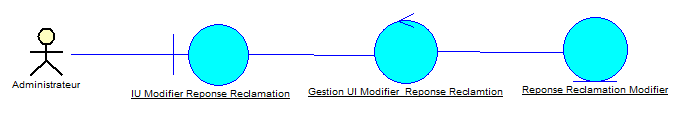 Administrateur
IU Modifier Reponse Reclamation
Gestion UI Modifier  Reponse Reclamtion
Reponse Reclamation Modifier